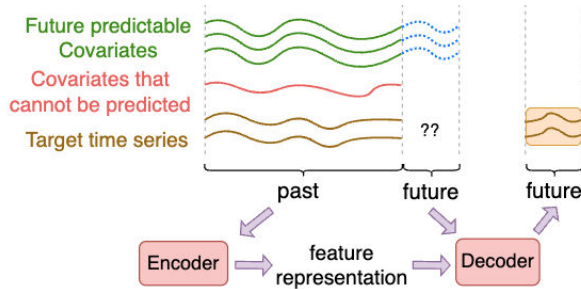 Future predictable
Covariates
Covariates that
cannot be predicted
Target time series
??
past
future
future
Encoder
feature
representation
Decoder